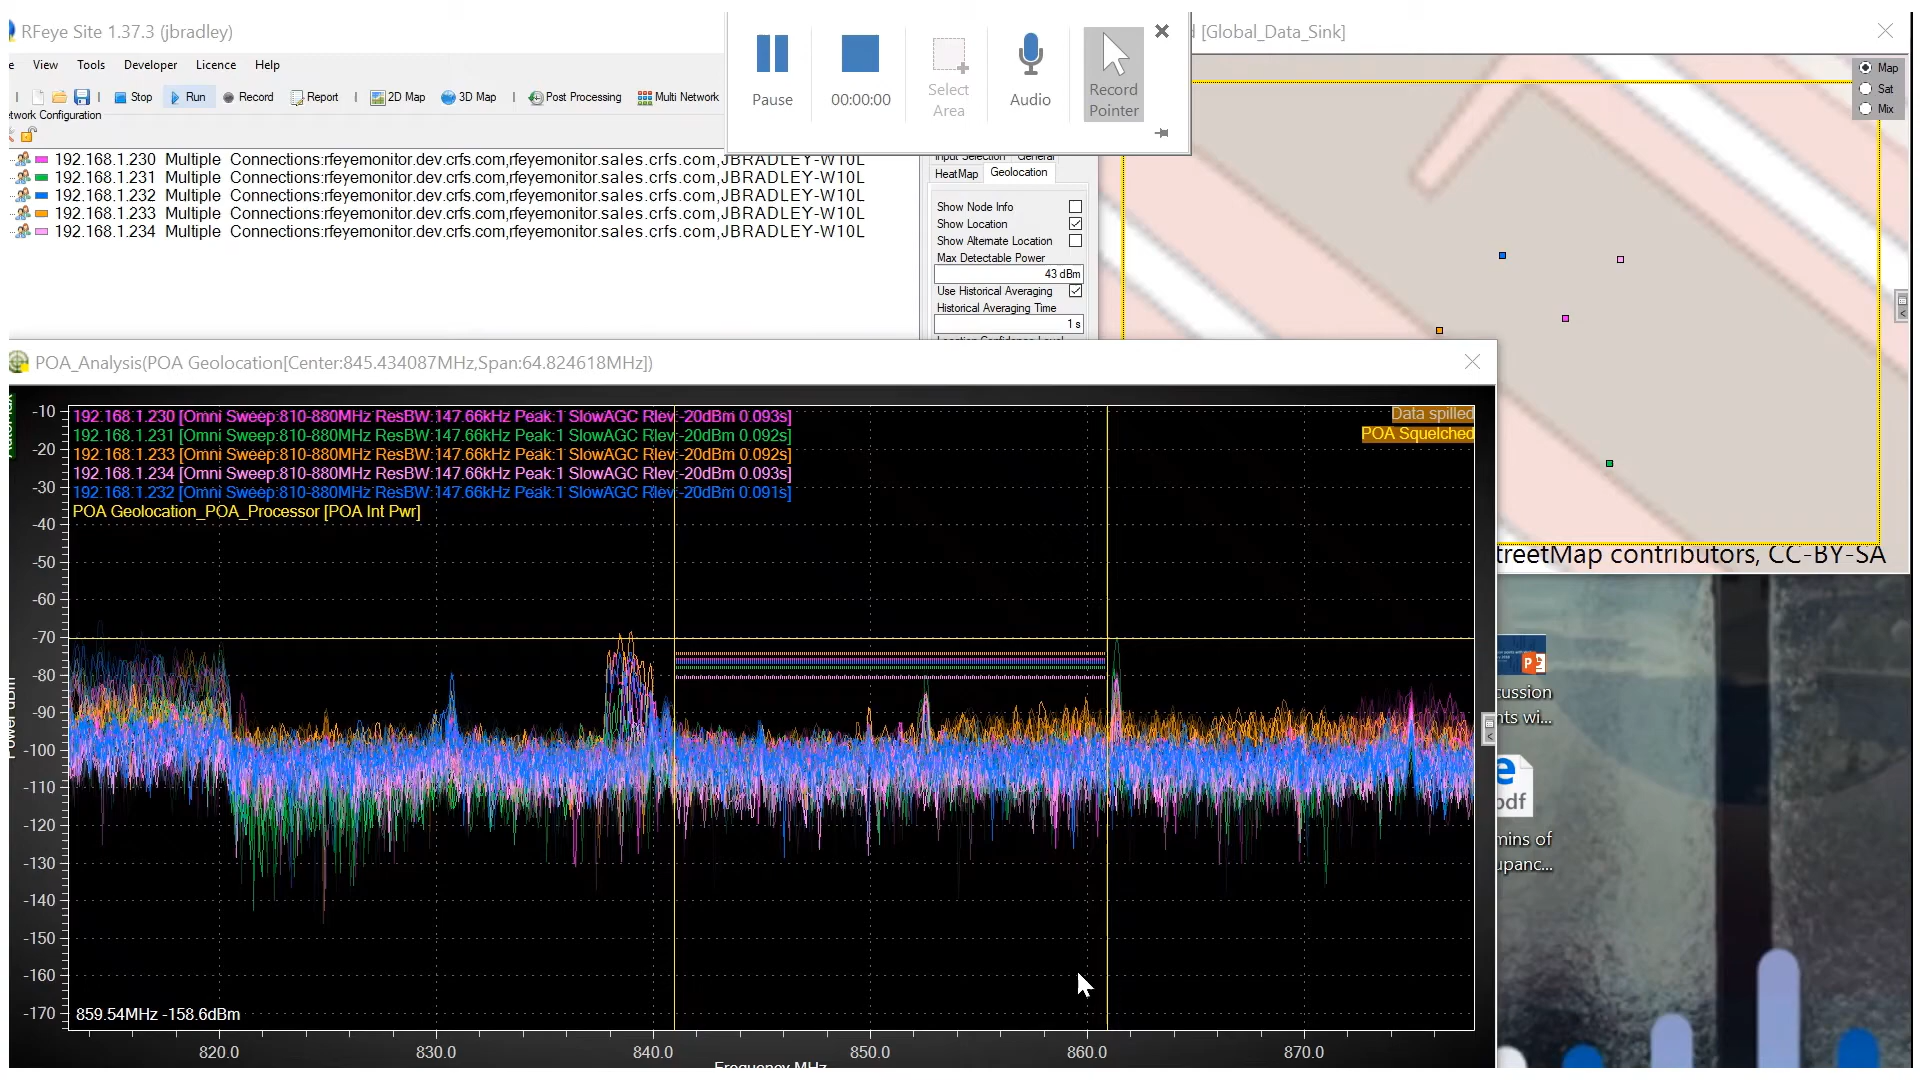 RFeye Site 1.37.3 (jbradley)
View Tools Developer Licence Help
Stop Run Record Report 2D Map 3D Map Post Processing Multi Network
twork Configuration
192.168.1.230 Multiple Connections:rfeyemonitor.dev.crfs.com,rfeyemonitor.sales.crfs.com,JBRADLEY-W10L
192.168.1.231 Multiple Connections:rfeyemonitor.dev.crfs.com,rfeyemonitor.sales.crfs.com,JBRADLEY-W10L
192.168.1.232 Multiple Connections:rfeyemonitor.dev.crfs.com,rfeyemonitor.sales.crfs.com,JBRADLEY-W10L
192.168.1.233 Multiple Connections:rfeyemonitor.dev.crfs.com,rfeyemonitor.sales.crfs.com,JBRADLEY-W10L
192.168.1.234 Multiple Connections:rfeyemonitor.dev.crfs.com,rfeyemonitor.sales.crfs.com,JBRADLEY-W10L
Pause
00:00:00
Select
Area
Audio
Record
Pointer
[Global_Data_Sink]
Map
Sat
Mix
Input Selection General
HeatMap Geolocation
Show Node Info
Show Location
Show Alternate Location
Max Detectable Power
43 dBm
Use Historical Averaging
Historical Averaging Time
1 s
Location Confidence Level
treetMap contributors, CC-BY-SA
POA_Analysis(POA Geolocation[Center:845.434087MHz,Span:64.824618MHz])
192.168.1.230 [Omni Sweep:810-880MHz ResBW:147.66kHz Peak:1 SlowAGC Rlev:-20dBm 0.093s]
192.168.1.231 [Omni Sweep:810-880MHz ResBW:147.66kHz Peak:1 SlowAGC Rlev:-20dBm 0.092s]
192.168.1.233 [Omni Sweep:810-880MHz ResBW:147.66kHz Peak:1 SlowAGC Rlev:-20dBm 0.092s]
192.168.1.234 [Omni Sweep:810-880MHz ResBW:147.66kHz Peak:1 SlowAGC Rlev:-20dBm 0.093s]
192.168.1.232 [Omni Sweep:810-880MHz ResBW:147.66kHz Peak:1 SlowAGC Rlev:-20dBm 0.091s]
POA Geolocation_POA_Processor [POA Int Pwr]
Data spilled
POA Squelched
-10
-20
-30
-40
-50
-60
-70
-80
-90
-100
-110
-120
-130
-140
-150
-160
-170
Power dBm
859.54MHz -158.6dBm
820.0 830.0 840.0 850.0 860.0 870.0
Frequency MHz
cussion
nts wi...
pdf
mins of
upanc...